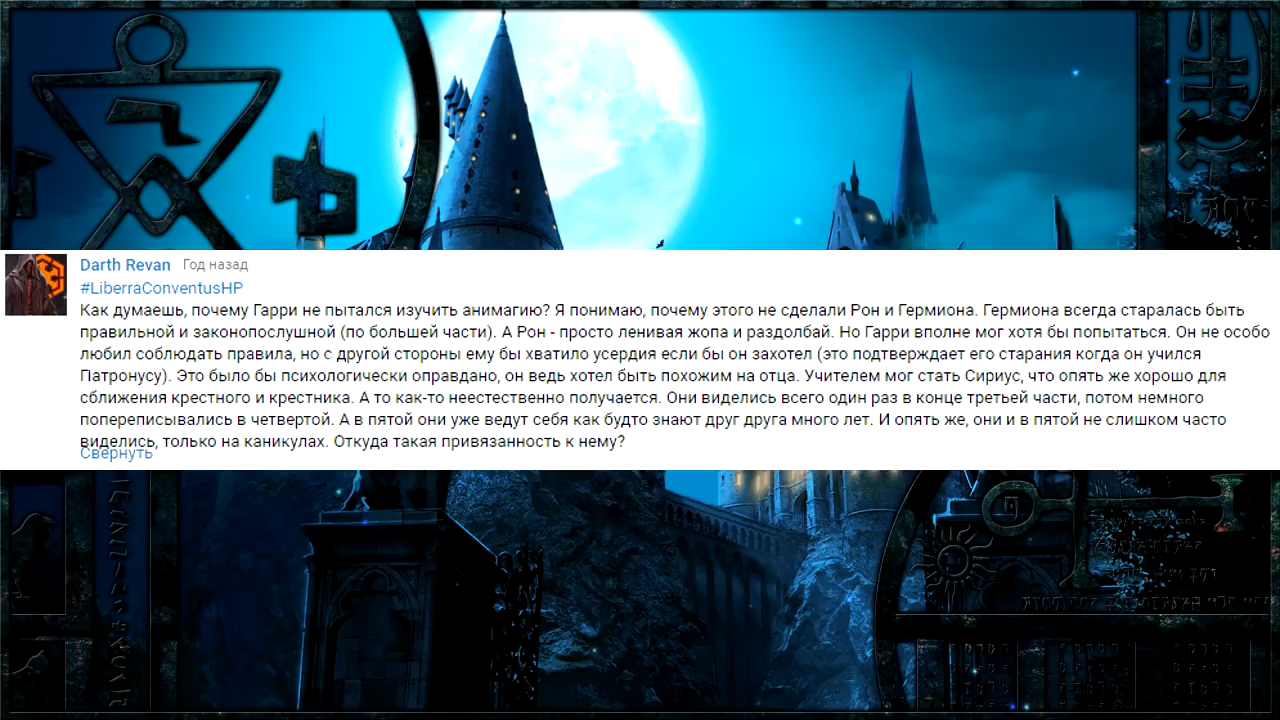 Darth Revan Год назад
#LiberraConventusHP
Как думаешь, почему Гарри не пытался изучить анимагию? Я понимаю, почему этого не сделали Рон и Гермиона. Гермиона всегда старалась быть
правильной и законопослушной (по большей части). А Рон - просто ленивая жопа и раздолбай. Но Гарри вполне мог хотя бы попытаться. Он не особо
любил соблюдать правила, но с другой стороны ему бы хватило усердия если бы он захотел (это подтверждает его старания когда он учился
Патронусу). Это было бы психологически оправдано, он ведь хотел быть похожим на отца. Учителем мог стать Сириус, что опять же хорошо для
сближения крестного и крестника. А то как-то неестественно получается. Они виделись всего один раз в конце третьей части, потом немного
попереписывались в четвертой. А в пятой они уже ведут себя как будто знают друг друга много лет. И опять же, они и в пятой не слишком часто
виделись, только на каникулах. Откуда такая привязанность к нему?
Свернуть